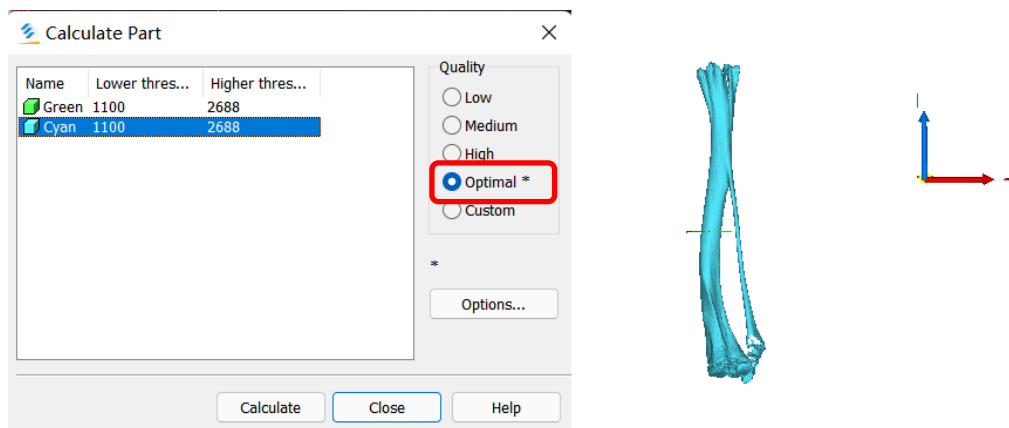 Calculate Part
Name Lower thres... Higher thres...
Green 1100 2688
Cyan 1100 2688
Quality
Low
Medium
High
Optimal *
Custom
*
Options...
Calculate Close Help